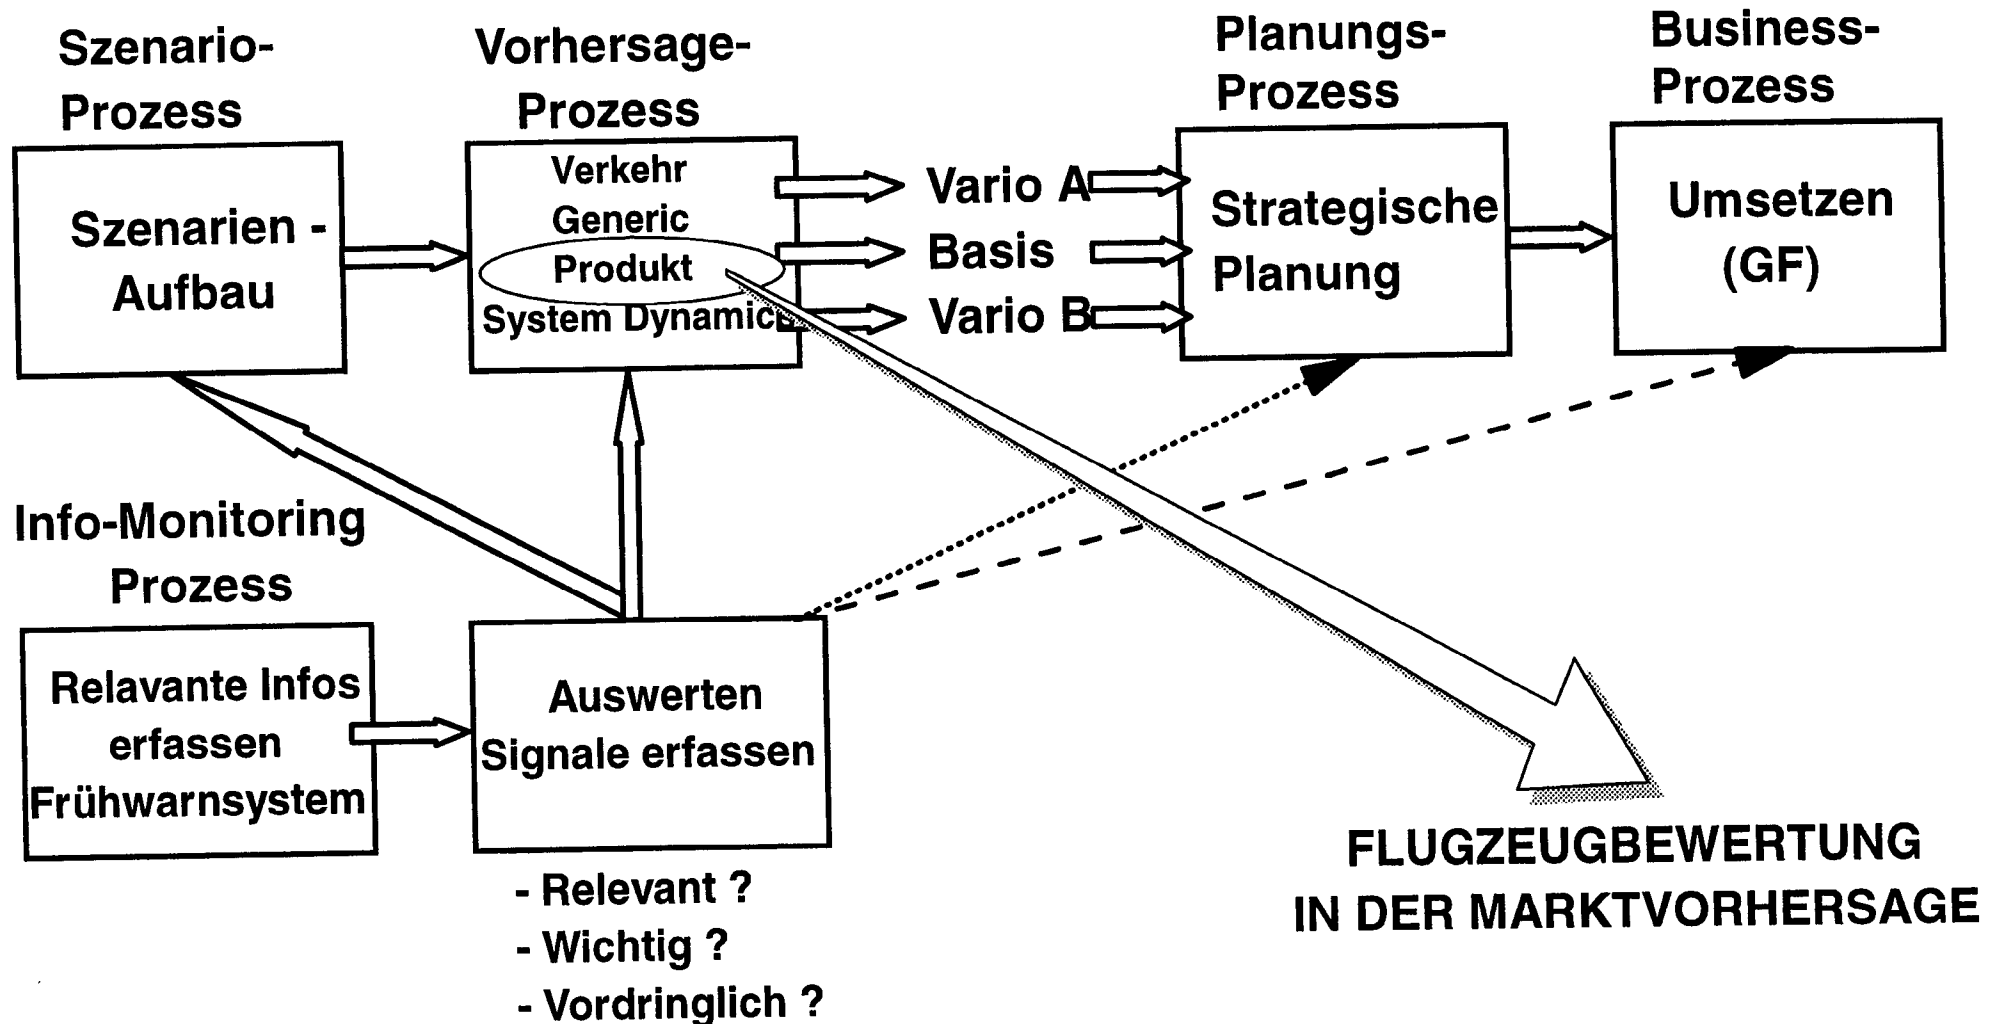 Szenario-
Prozess
Vorhersage-
Prozess
Planungs-
Prozess
Business-
Prozess
Szenarien -
Aufbau
Verkehr
Generic
Produkt
System Dynamics
Vario A
Basis
Vario B
Strategische
Planung
Umsetzen
(GF)
Info-Monitoring
Prozess
Relavante Infos
erfassen
Frühwarnsystem
Auswerten
Signale erfassen
- Relevant ?
- Wichtig ?
- Vordringlich ?
FLUGZEUGBEWERTUNG
IN DER MARKTVORHERSAGE